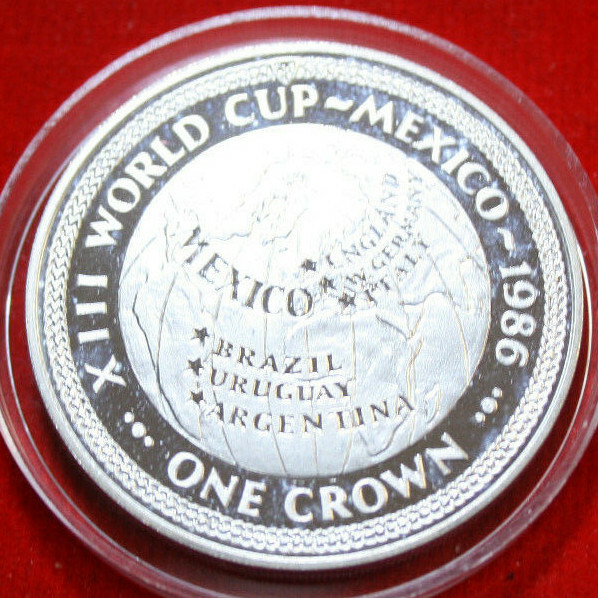 XIII WORLD CUP~MEXICO~1986
MEXICO
ENGLAND
W. GERMANY
ITALY
BRAZIL
URUGUAY
ARGENTINA
ONE CROWN